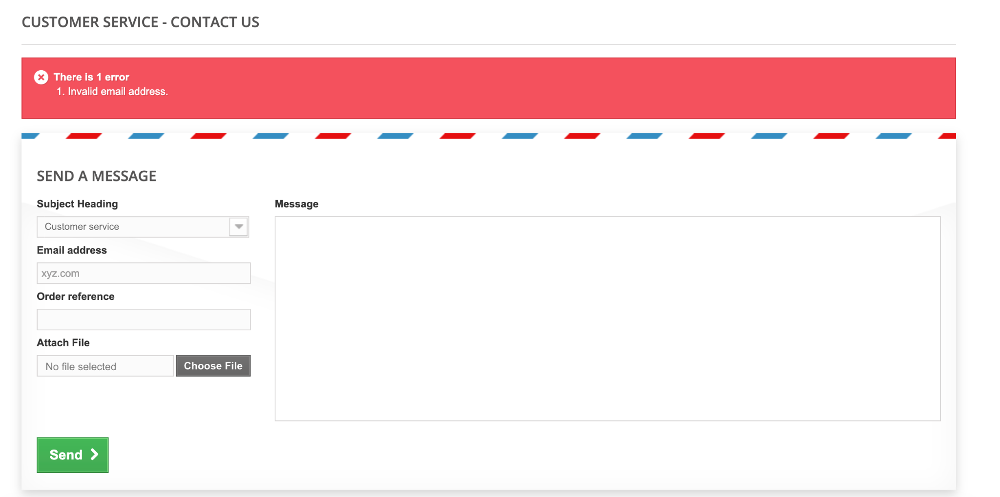 CUSTOMER SERVICE - CONTACT US
There is 1 error
1. Invalid email address.
SEND A MESSAGE
Subject Heading
Customer service
Email address
xyz.com
Order reference
Attach File
No file selected
Choose File
Message
Send